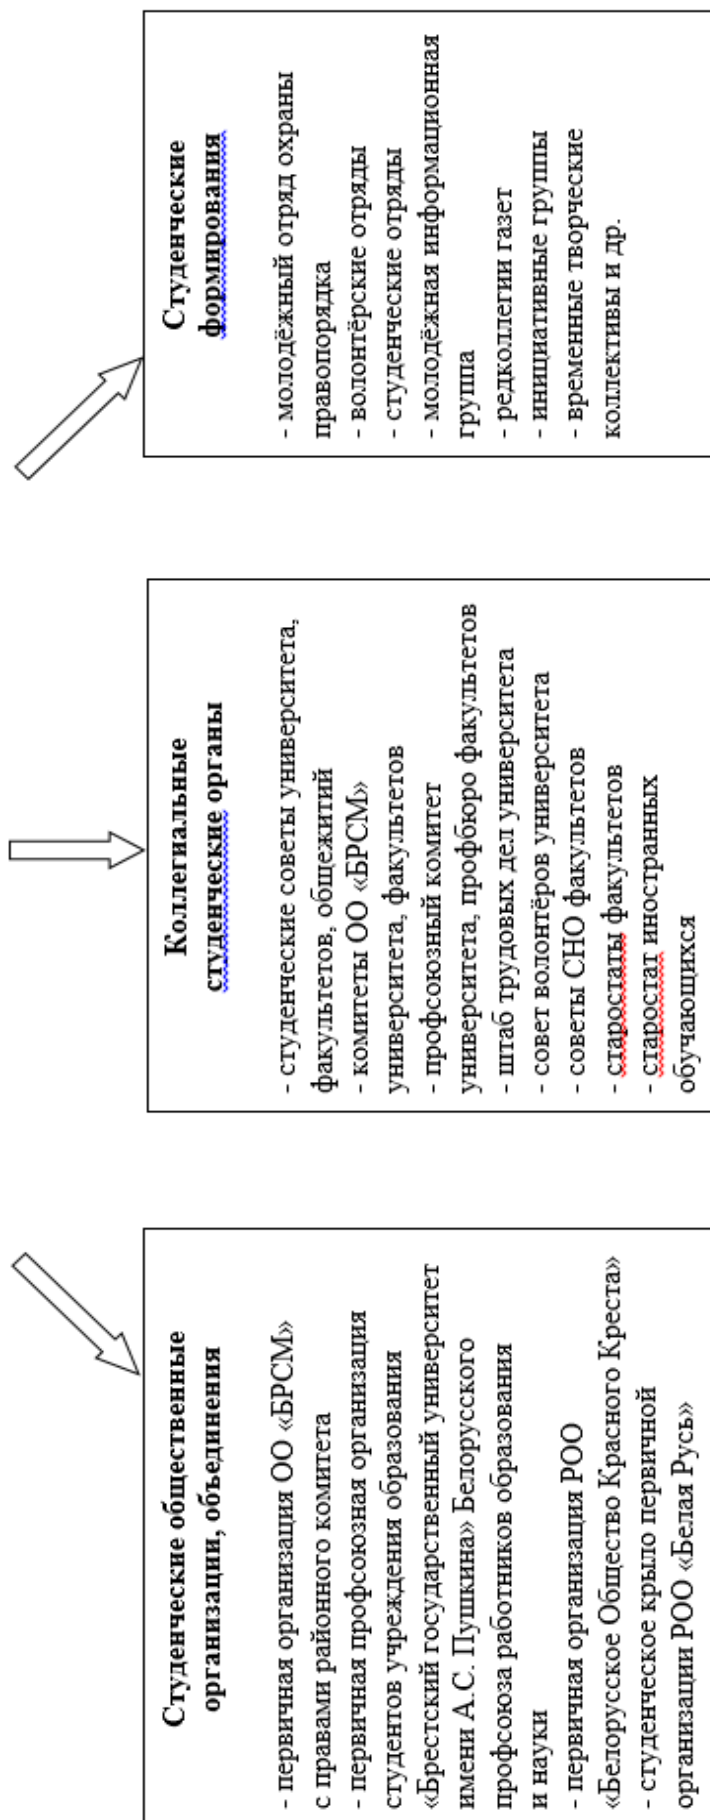 Студенческие общественные
организации, объединения
- первичная организация ОО «БРСМ»
с правами районного комитета
- первичная профсоюзная организация
студентов учреждения образования
«Брестский государственный университет
имени А.С. Пушкина» Белорусского
профсоюза работников образования
и науки
- первичная организация РОО
«Белорусское Общество Красного Креста»
- студенческое крыло первичной
организации РОО «Белая Русь»
Коллегиальные
студенческие органы
- студенческие советы университета,
факультетов, общежитий
- комитеты ОО «БРСМ»
университета, факультетов
- профсоюзный комитет
университета, профбюро факультетов
- штаб трудовых дел университета
- совет волонтёров университета
- советы СНО факультетов
- старостаты факультетов
- старостат иностранных
обучающихся
Студенческие
формирования
- молодёжный отряд охраны
правопорядка
- волонтёрские отряды
- студенческие отряды
- молодёжная информационная
группа
- редколлегии газет
- инициативные группы
- временные творческие
коллективы и др.